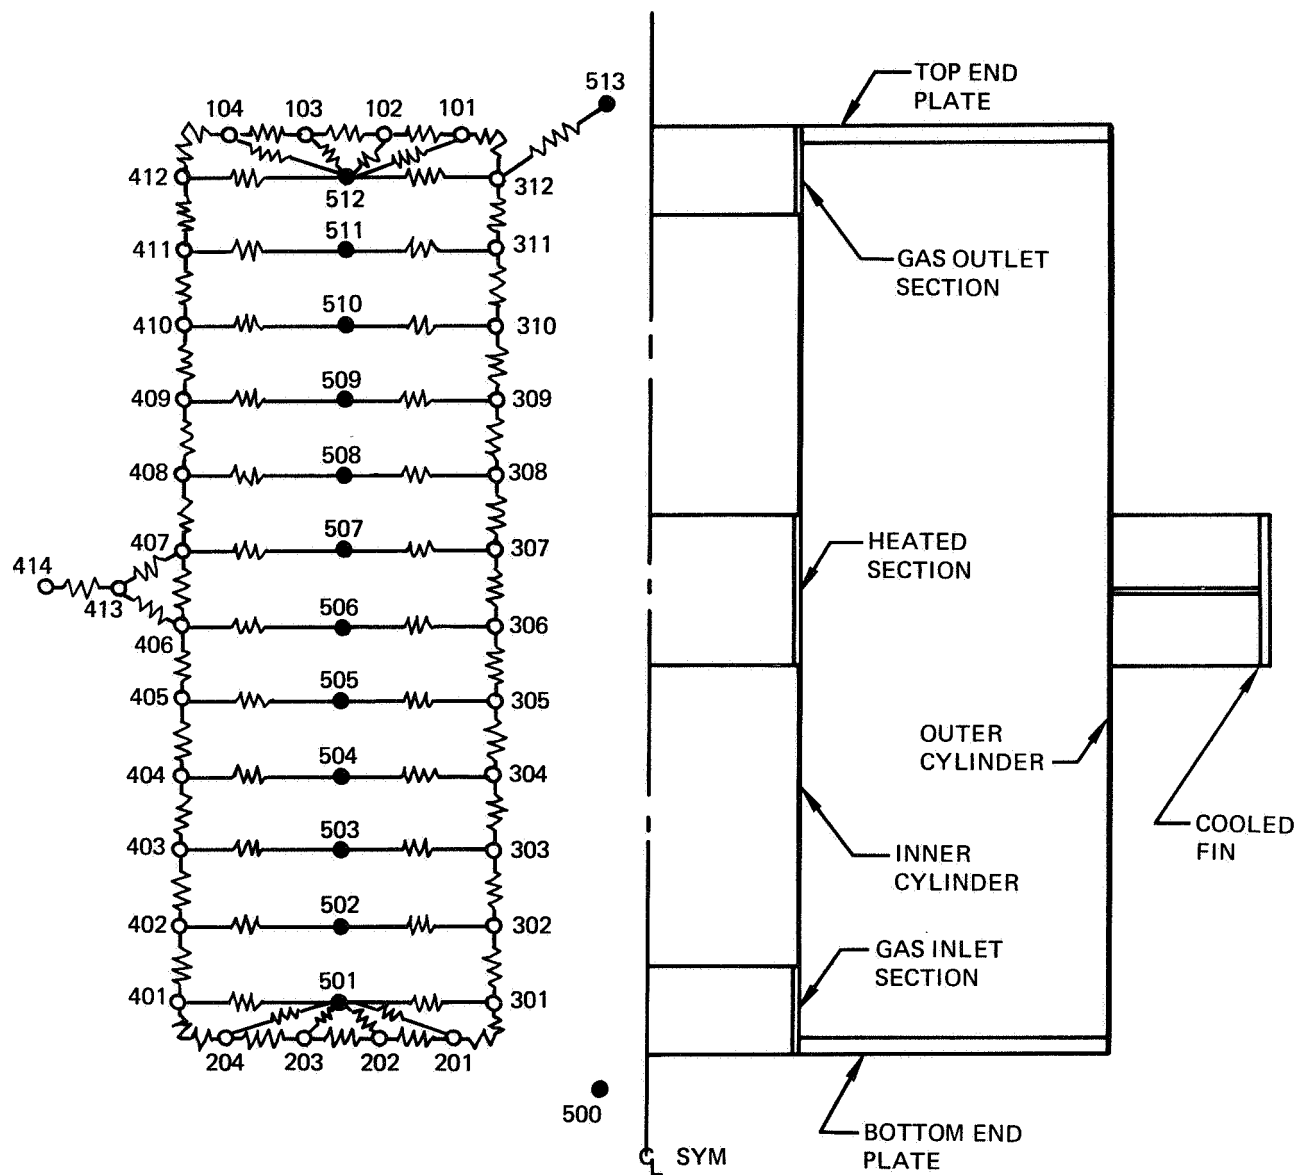 513
104 103 102 101
TOP END
PLATE
412 512 312
411 511 311
GAS OUTLET
SECTION
410 510 310
409 509 309
408 508 308
407 507 307
HEATED
SECTION
414
413
406 506 306
405 505 305
OUTER
CYLINDER
404 504 304
COOLED
FIN
403 503 303
INNER
CYLINDER
402 502 302
GAS INLET
SECTION
401 501 301
204 203 202 201
500
BOTTOM END
PLATE
CL SYM